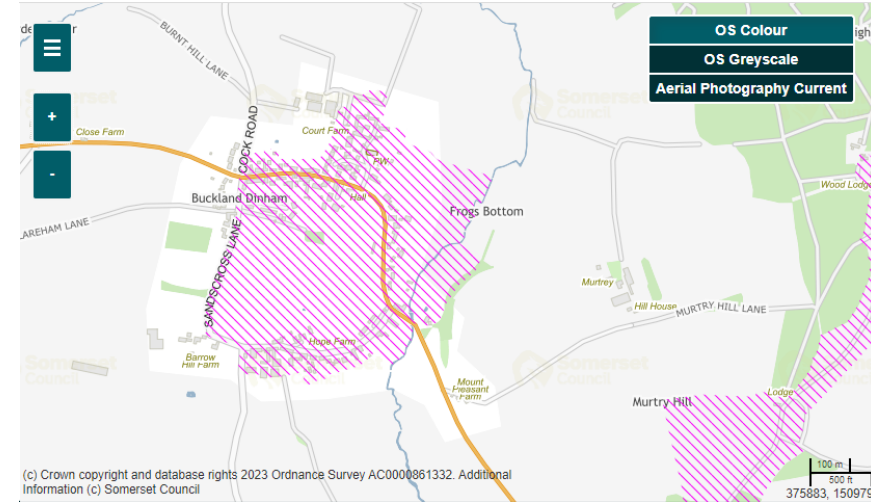 BURNT HILL LANE
OS Colour
OS Greyscale
Aerial Photography Current
☰
+
-
Somerset
Council
Close Farm
COCK ROAD
Court Farm
PW
Buckland Dinham
Hall
Frogs Bottom
Wood Lodge
SANDSCROSS LANE
Murtrey
Hill House
MURTRY HILL LANE
Hope Farm
Barrow
Hill Farm
Somerset
Council
Mount
Pleasant
Farm
Murtry Hill
Lodge
100 m
500 ft
(c) Crown copyright and database rights 2023 Ordnance Survey AC0000861332. Additional
Information (c) Somerset Council
375883, 150979